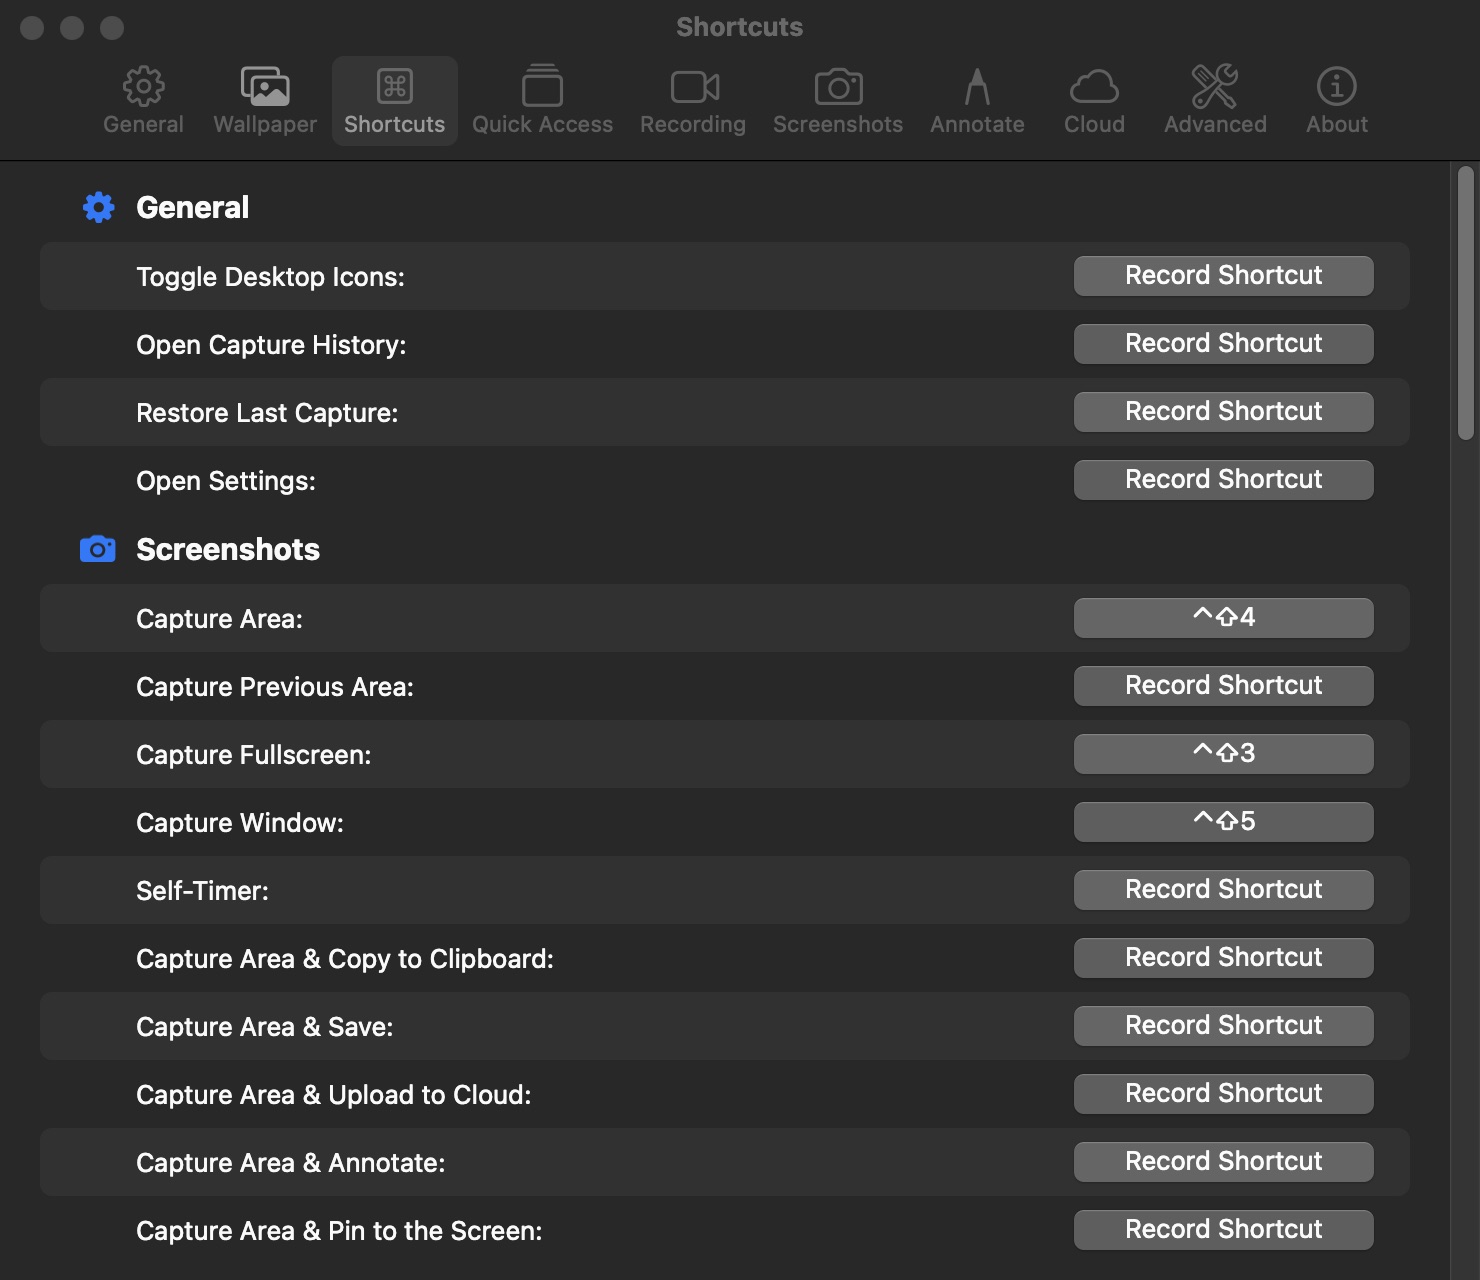 Shortcuts
General Wallpaper Shortcuts Quick Access Recording Screenshots Annotate Cloud Advanced About
General
Toggle Desktop Icons: Record Shortcut
Open Capture History: Record Shortcut
Restore Last Capture: Record Shortcut
Open Settings: Record Shortcut
Screenshots
Capture Area: ^⇧4
Capture Previous Area: Record Shortcut
Capture Fullscreen: ^⇧3
Capture Window: ^⇧5
Self-Timer: Record Shortcut
Capture Area & Copy to Clipboard: Record Shortcut
Capture Area & Save: Record Shortcut
Capture Area & Upload to Cloud: Record Shortcut
Capture Area & Annotate: Record Shortcut
Capture Area & Pin to the Screen: Record Shortcut